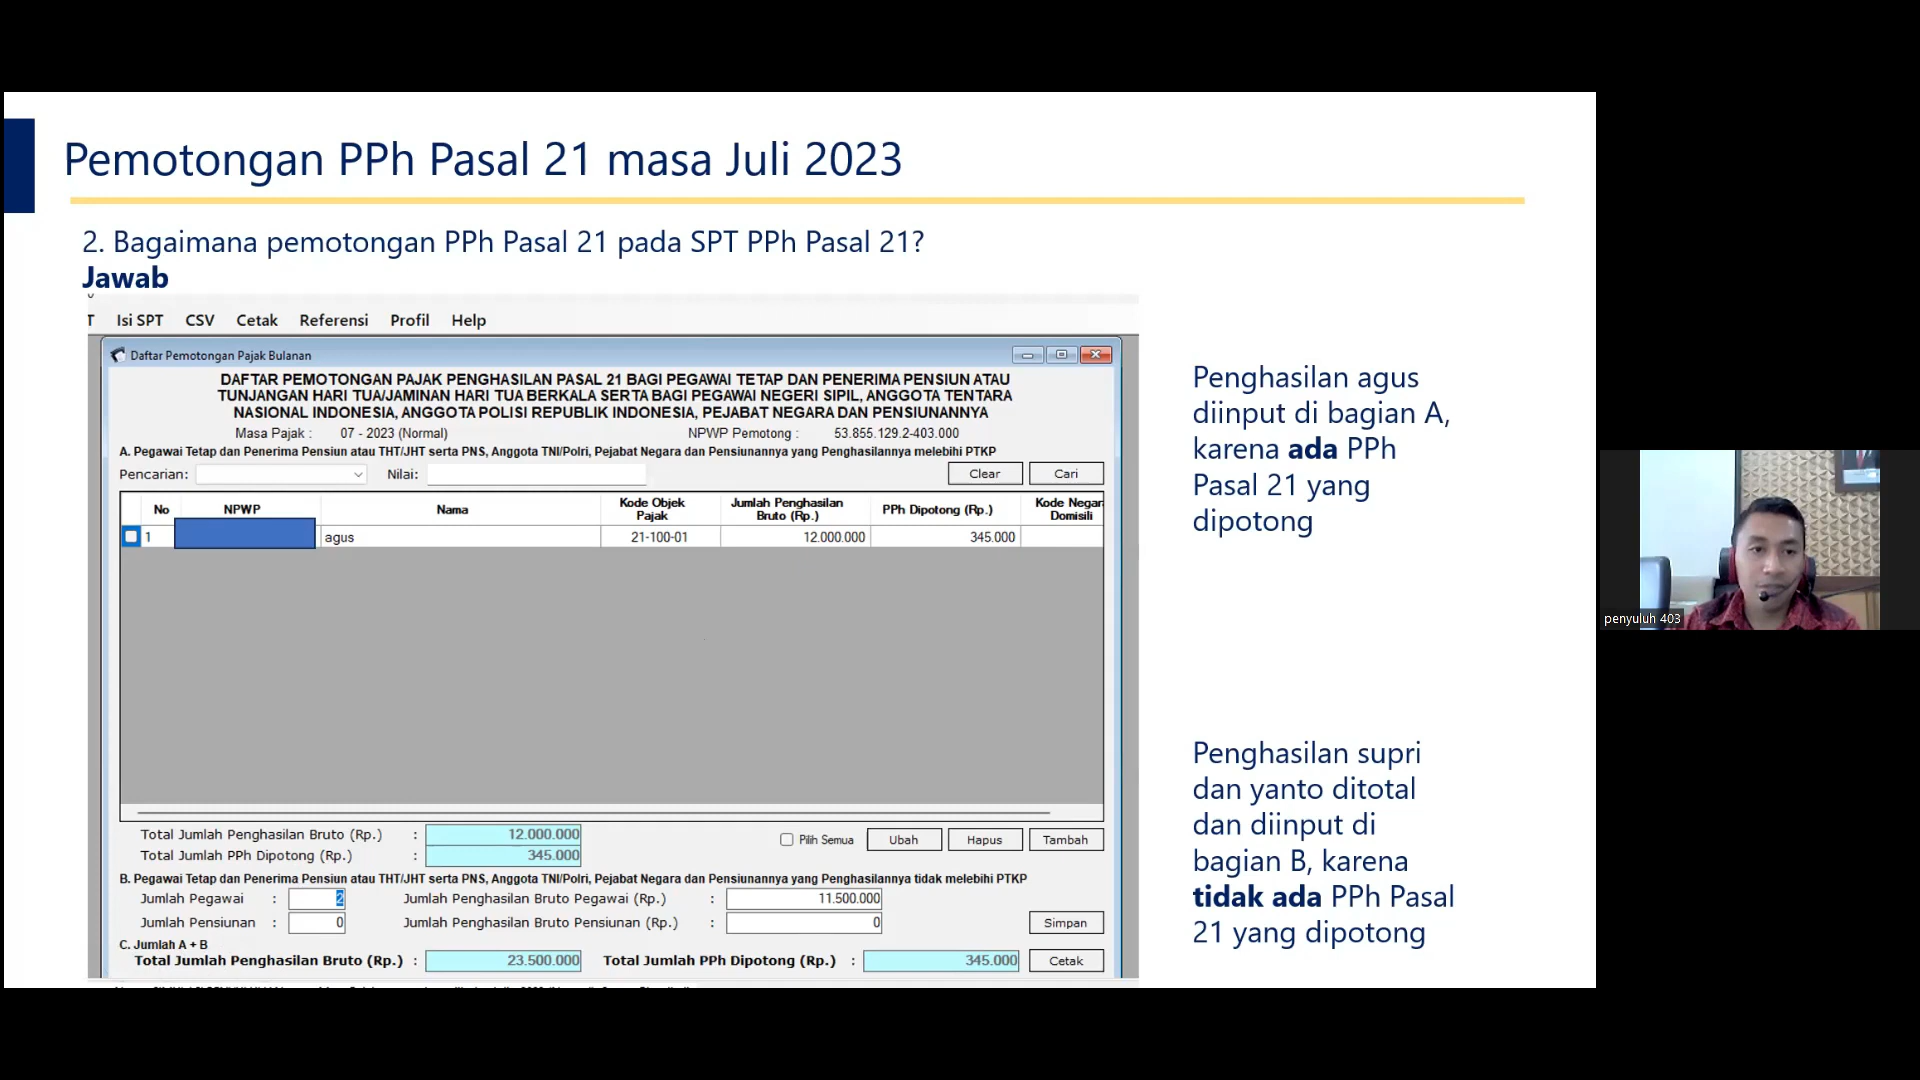 Pemotongan PPh Pasal 21 masa Juli 2023
2. Bagaimana pemotongan PPh Pasal 21 pada SPT PPh Pasal 21?
Jawab
T Isi SPT CSV Cetak Referensi Profil Help
Daftar Pemotongan Pajak Bulanan
DAFTAR PEMOTONGAN PAJAK PENGHASILAN PASAL 21 BAGI PEGAWAI TETAP DAN PENERIMA PENSIUN ATAU
TUNJANGAN HARI TUA/JAMINAN HARI TUA BERKALA SERTA BAGI PEGAWAI NEGERI SIPIL, ANGGOTA TENTARA
NASIONAL INDONESIA, ANGGOTA POLISI REPUBLIK INDONESIA, PEJABAT NEGARA DAN PENSIUNANNYA
Masa Pajak : 07 - 2023 (Normal) NPWP Pemotong : 53.855.129.2-403.000
A. Pegawai Tetap dan Penerima Pensiun atau THT/JHT serta PNS, Anggota TNI/Polri, Pejabat Negara dan Pensiunannya yang Penghasilannya melebihi PTKP
Pencarian: Nilai: Clear Cari
No NPWP Nama Kode Objek Pajak Jumlah Penghasilan Bruto (Rp.) PPh Dipotong (Rp.) Kode Negara Domisili
1 agus 21-100-01 12.000.000 345.000
Total Jumlah Penghasilan Bruto (Rp.) : 12.000.000 Pilih Semua Ubah Hapus Tambah
Total Jumlah PPh Dipotong (Rp.) : 345.000
B. Pegawai Tetap dan Penerima Pensiun atau THT/JHT serta PNS, Anggota TNI/Polri, Pejabat Negara dan Pensiunannya yang Penghasilannya tidak melebihi PTKP
Jumlah Pegawai : 2 Jumlah Penghasilan Bruto Pegawai (Rp.) : 11.500.000
Jumlah Pensiunan : 0 Jumlah Penghasilan Bruto Pensiunan (Rp.) : 0 Simpan
C. Jumlah A + B
Total Jumlah Penghasilan Bruto (Rp.) : 23.500.000 Total Jumlah PPh Dipotong (Rp.) : 345.000 Cetak
Penghasilan agus
diinput di bagian A,
karena ada PPh
Pasal 21 yang
dipotong
Penghasilan supri
dan yanto ditotal
dan diinput di
bagian B, karena
tidak ada PPh Pasal
21 yang dipotong
penyuluh 403